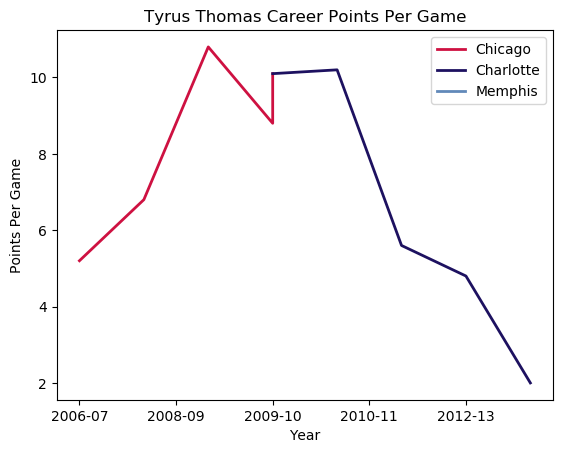 Tyrus Thomas Career Points Per Game
Chicago
Charlotte
Memphis
Points Per Game
10
8
6
4
2
2006-07 2008-09 2009-10 2010-11 2012-13
Year